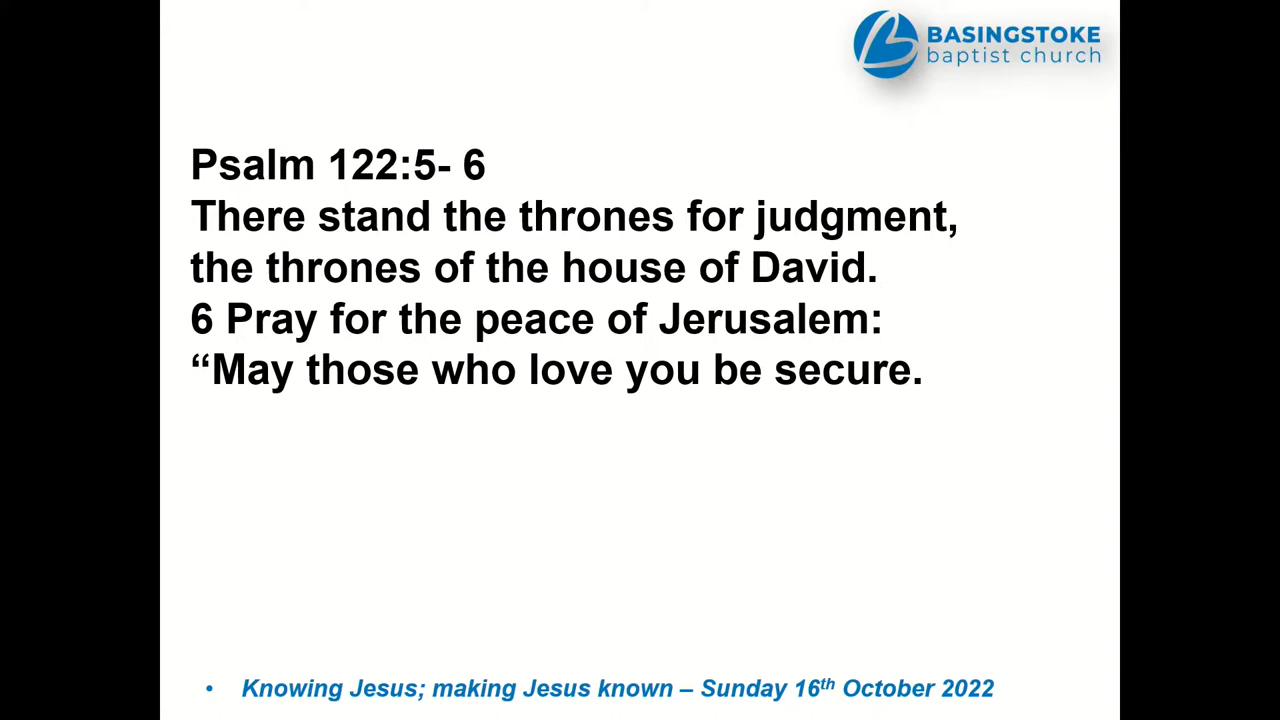 BASINGSTOKE
baptist church
Psalm 122:5- 6
There stand the thrones for judgment,
the thrones of the house of David.
6 Pray for the peace of Jerusalem:
“May those who love you be secure.
• Knowing Jesus; making Jesus known – Sunday 16th October 2022